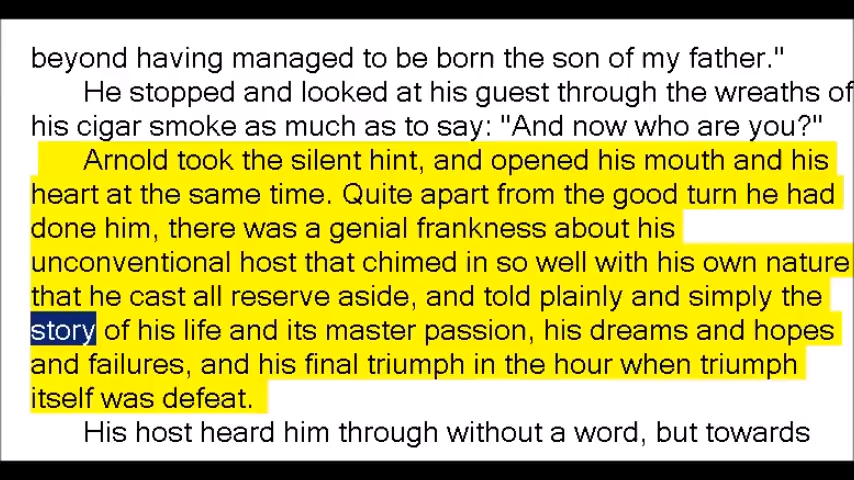 beyond having managed to be born the son of my father."
He stopped and looked at his guest through the wreaths of
his cigar smoke as much as to say: "And now who are you?"
Arnold took the silent hint, and opened his mouth and his
heart at the same time. Quite apart from the good turn he had
done him, there was a genial frankness about his
unconventional host that chimed in so well with his own nature
that he cast all reserve aside, and told plainly and simply the
story of his life and its master passion, his dreams and hopes
and failures, and his final triumph in the hour when triumph
itself was defeat.
His host heard him through without a word, but towards